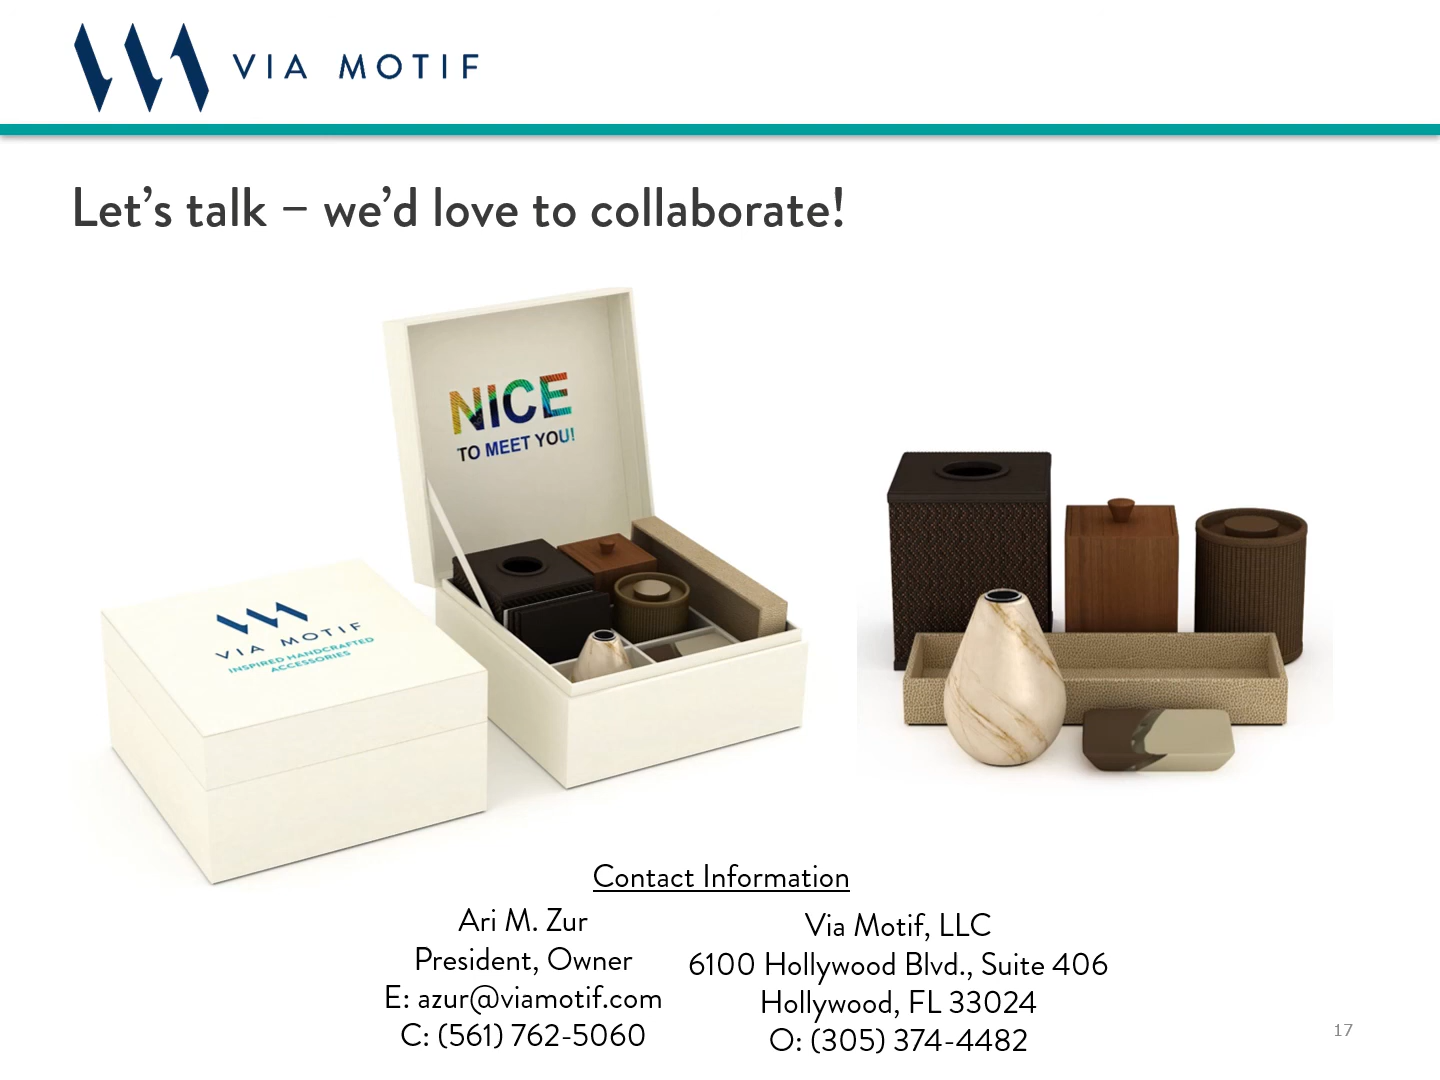 VIA MOTIF
Let’s talk – we’d love to collaborate!
NICE
TO MEET YOU!
VIA MOTIF
INSPIRED HANDCRAFTED
ACCESSORIES
Contact Information
Ari M. Zur
President, Owner
E: azur@viamotif.com
C: (561) 762-5060
Via Motif, LLC
6100 Hollywood Blvd., Suite 406
Hollywood, FL 33024
O: (305) 374-4482
17